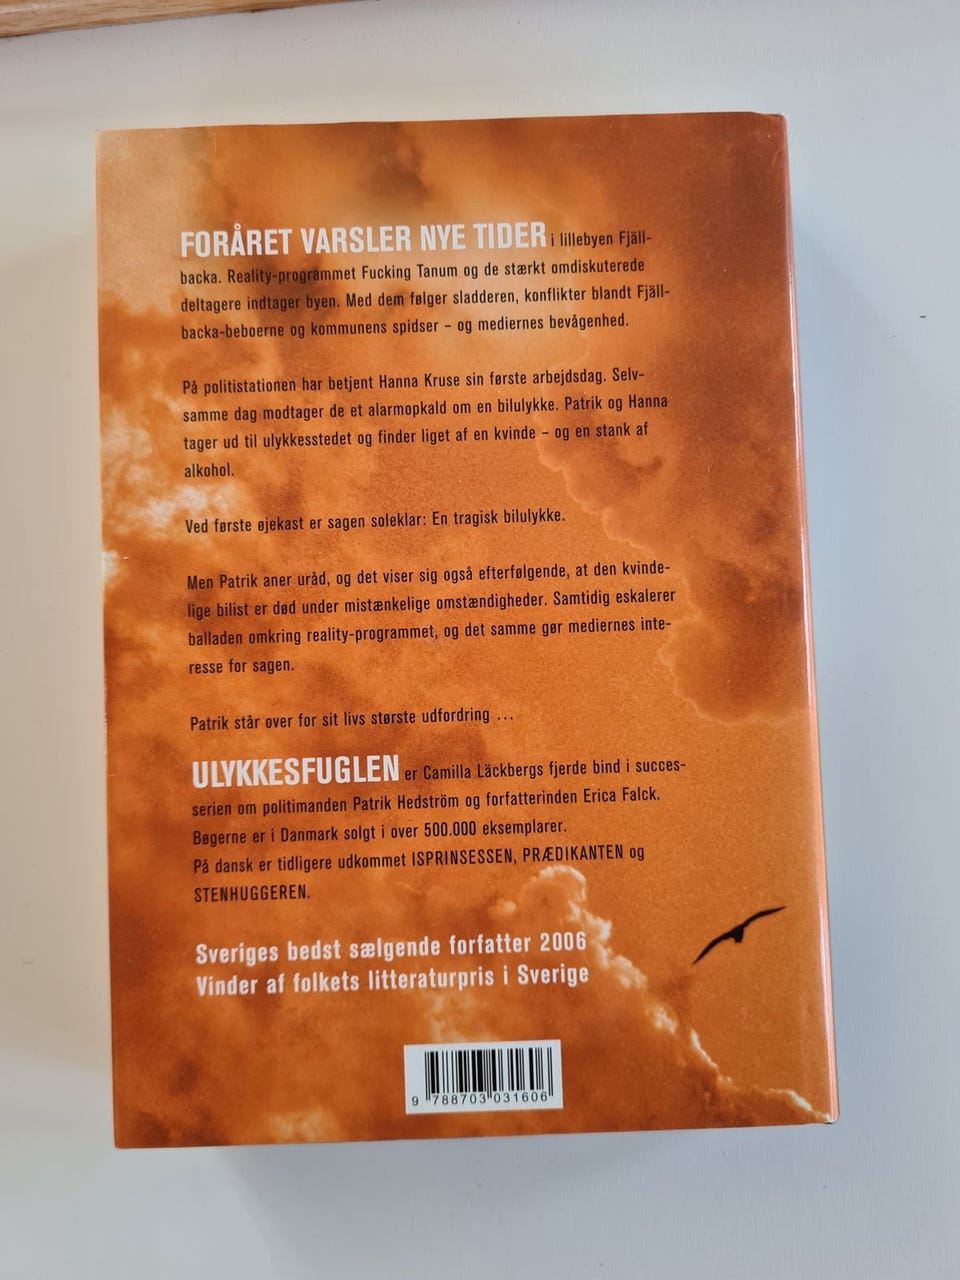 FORÅRET VARSLER NYE TIDER i lillebyen Fjäll-
backa. Reality-programmet Fucking Tanum og de stærkt omdiskuterede
deltagere indtager byen. Med dem følger sladderen, konflikter blandt Fjäll-
backa-beboerne og kommunens spidser – og mediernes bevågenhed.
På politistationen har betjent Hanna Kruse sin første arbejdsdag. Selv-
samme dag modtager de et alarmopkald om en bilulykke. Patrik og Hanna
tager ud til ulykkesstedet og finder liget af en kvinde – og en stank af
alkohol.
Ved første øjekast er sagen soleklar: En tragisk bilulykke.
Men Patrik aner uråd, og det viser sig også efterfølgende, at den kvinde-
lige bilist er død under mistænkelige omstændigheder. Samtidig eskalerer
balladen omkring reality-programmet, og det samme gør mediernes inte-
resse for sagen.
Patrik står over for sit livs største udfordring ...
ULYKKESFUGLEN er Camilla Läckbergs fjerde bind i succes-
serien om politimanden Patrik Hedström og forfatterinden Erica Falck.
Bøgerne er i Danmark solgt i over 500.000 eksemplarer.
På dansk er tidligere udkommet ISPRINSESSEN, PRÆDIKANTEN og
STENHUGGEREN.
Sveriges bedst sælgende forfatter 2006
Vinder af folkets litteraturpris i Sverige
9 788703 031606